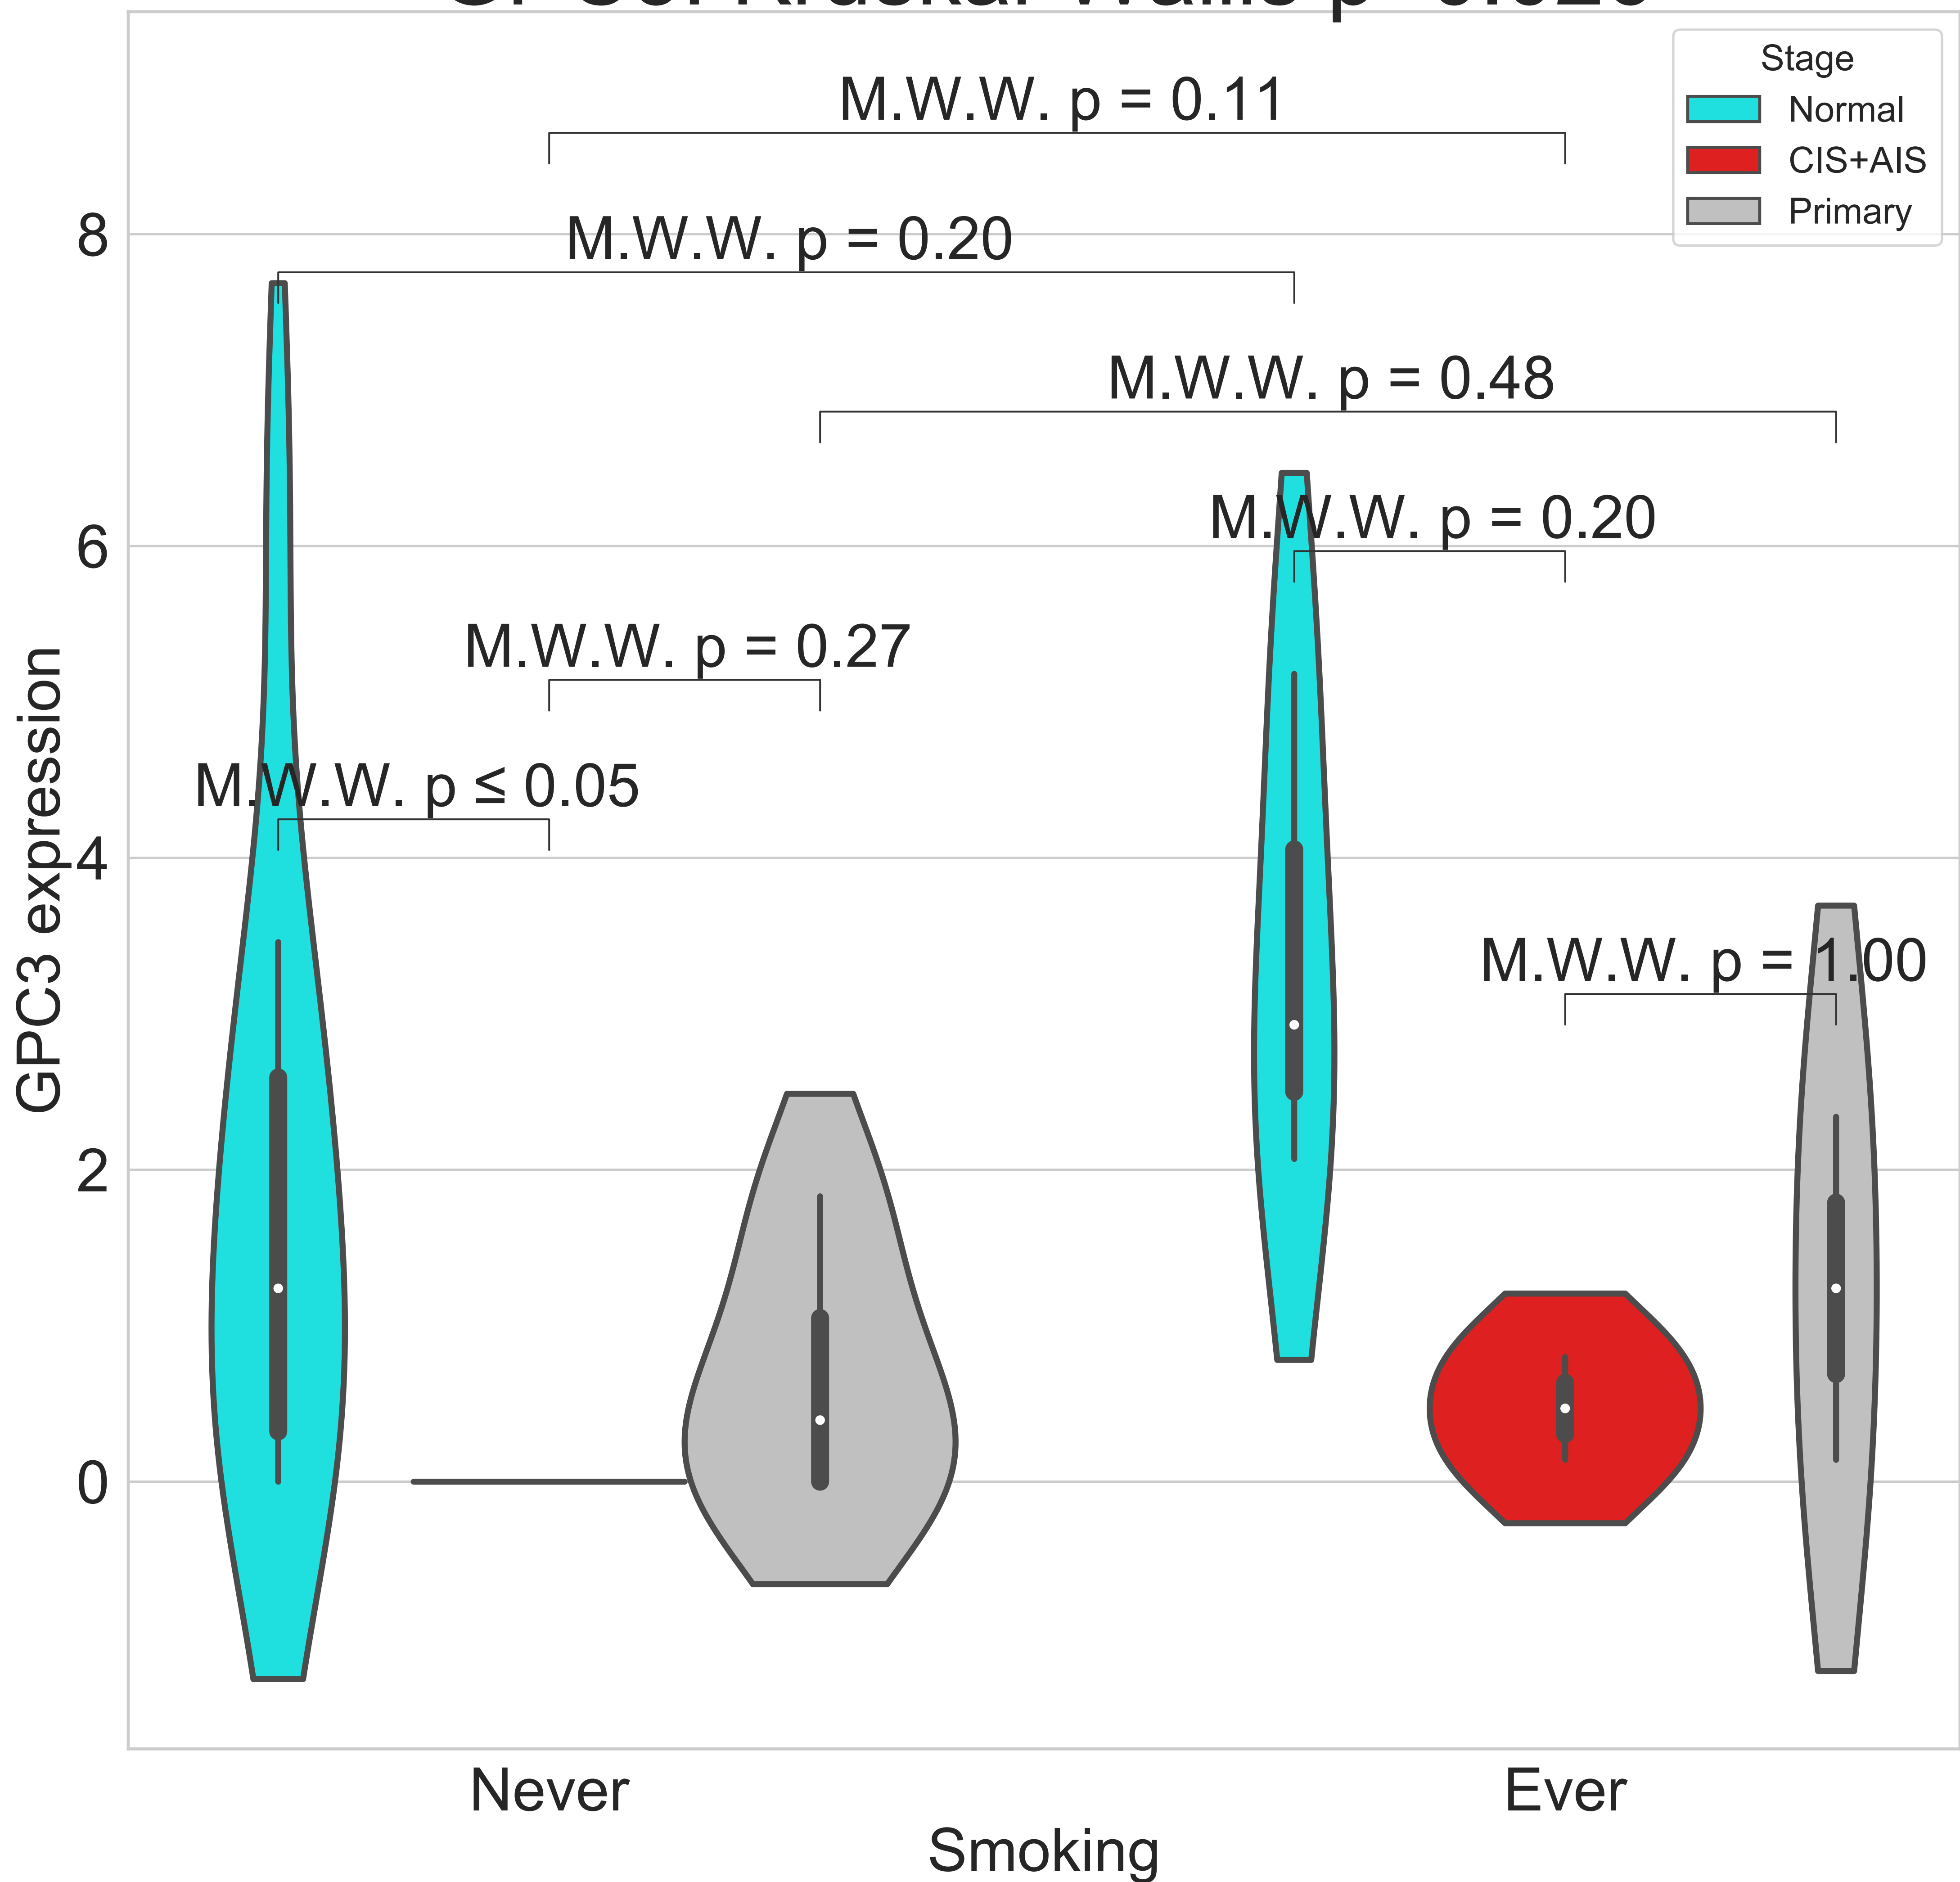 M.W.W. p = 0.11
Stage
Normal
CIS+AIS
Primary
M.W.W. p = 0.20
M.W.W. p = 0.48
M.W.W. p = 0.20
M.W.W. p = 0.27
M.W.W. p ≤ 0.05
M.W.W. p = 1.00
8
6
4
2
0
GPC3 expression
Never
Ever
Smoking